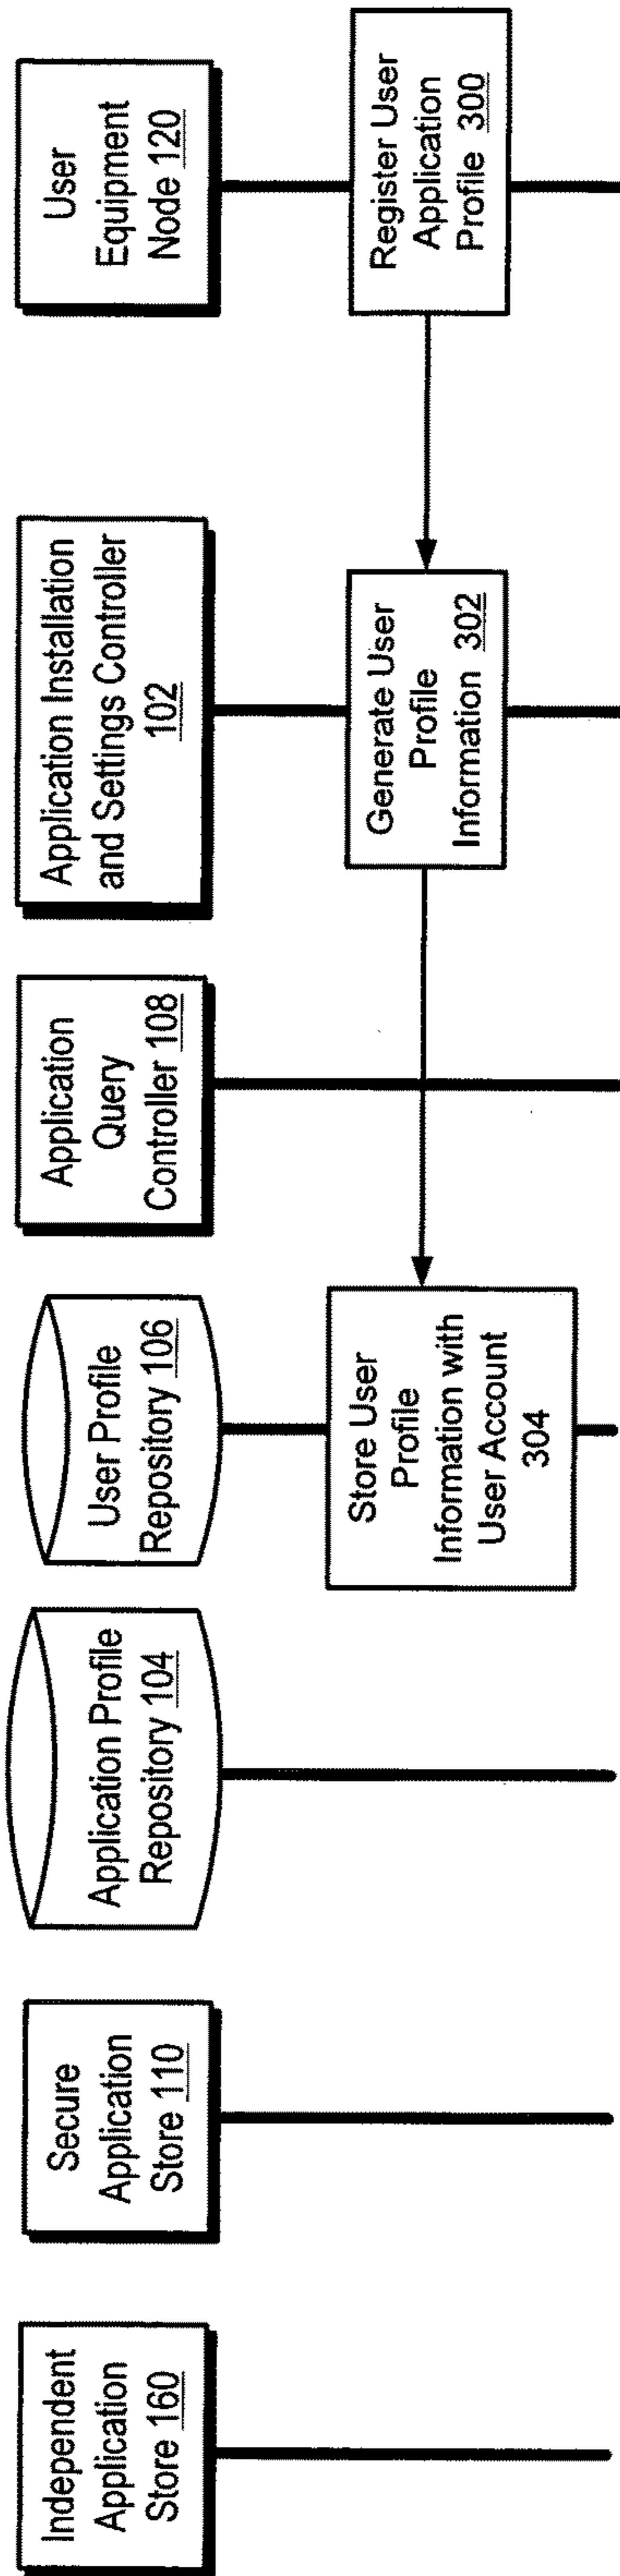 Independent
Application
Store 160
Secure
Application
Store 110
Application Profile
Repository 104
User Profile
Repository 106
Application
Query
Controller 108
Application Installation
and Settings Controller
102
User
Equipment
Node 120
Store User
Profile
Information with
User Account
304
Generate User
Profile
Information 302
Register User
Application
Profile 300